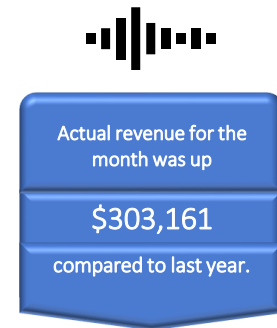 Actual revenue for the
month was up
$303,161
compared to last year.